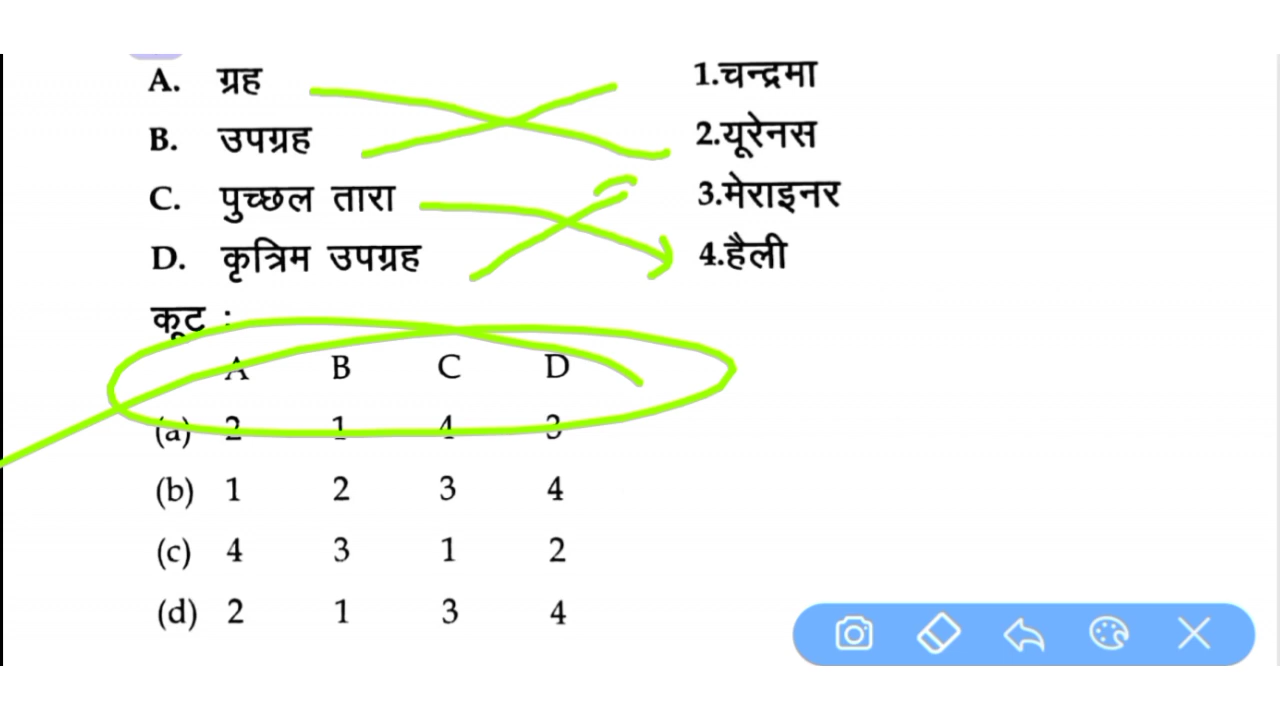 A. ग्रह 1.चन्द्रमा
B. उपग्रह 2.यूरेनस
C. पुच्छल तारा 3.मेराइनर
D. कृत्रिम उपग्रह 4.हैली
कूट :
A B C D
(a) 2 1 4 3
(b) 1 2 3 4
(c) 4 3 1 2
(d) 2 1 3 4